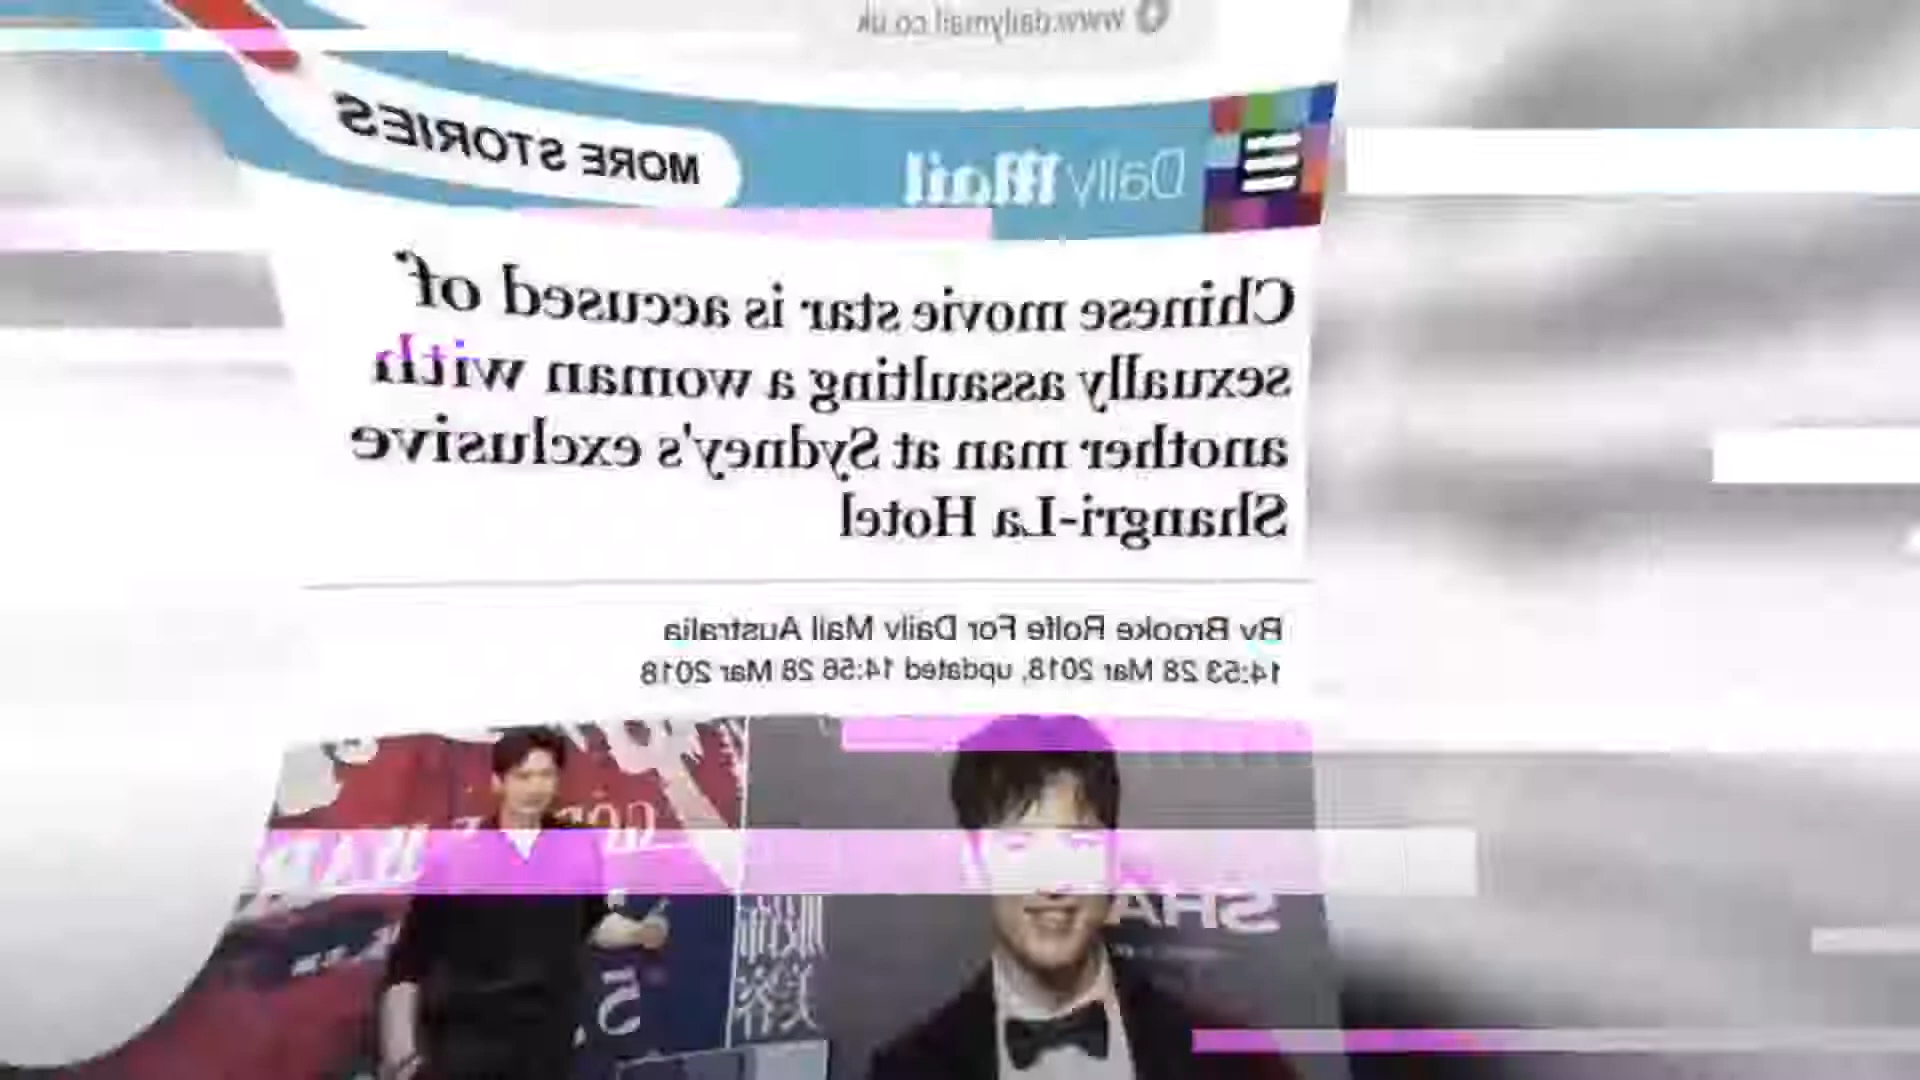 www.dailymail.co.uk
Daily Mail
MORE STORIES
Chinese movie star is accused of
sexually assaulting a woman with
another man at Sydney's exclusive
Shangri-La Hotel
By Brooke Rolfe For Daily Mail Australia
14:53 28 Mar 2018, updated 14:56 28 Mar 2018
SHA
5